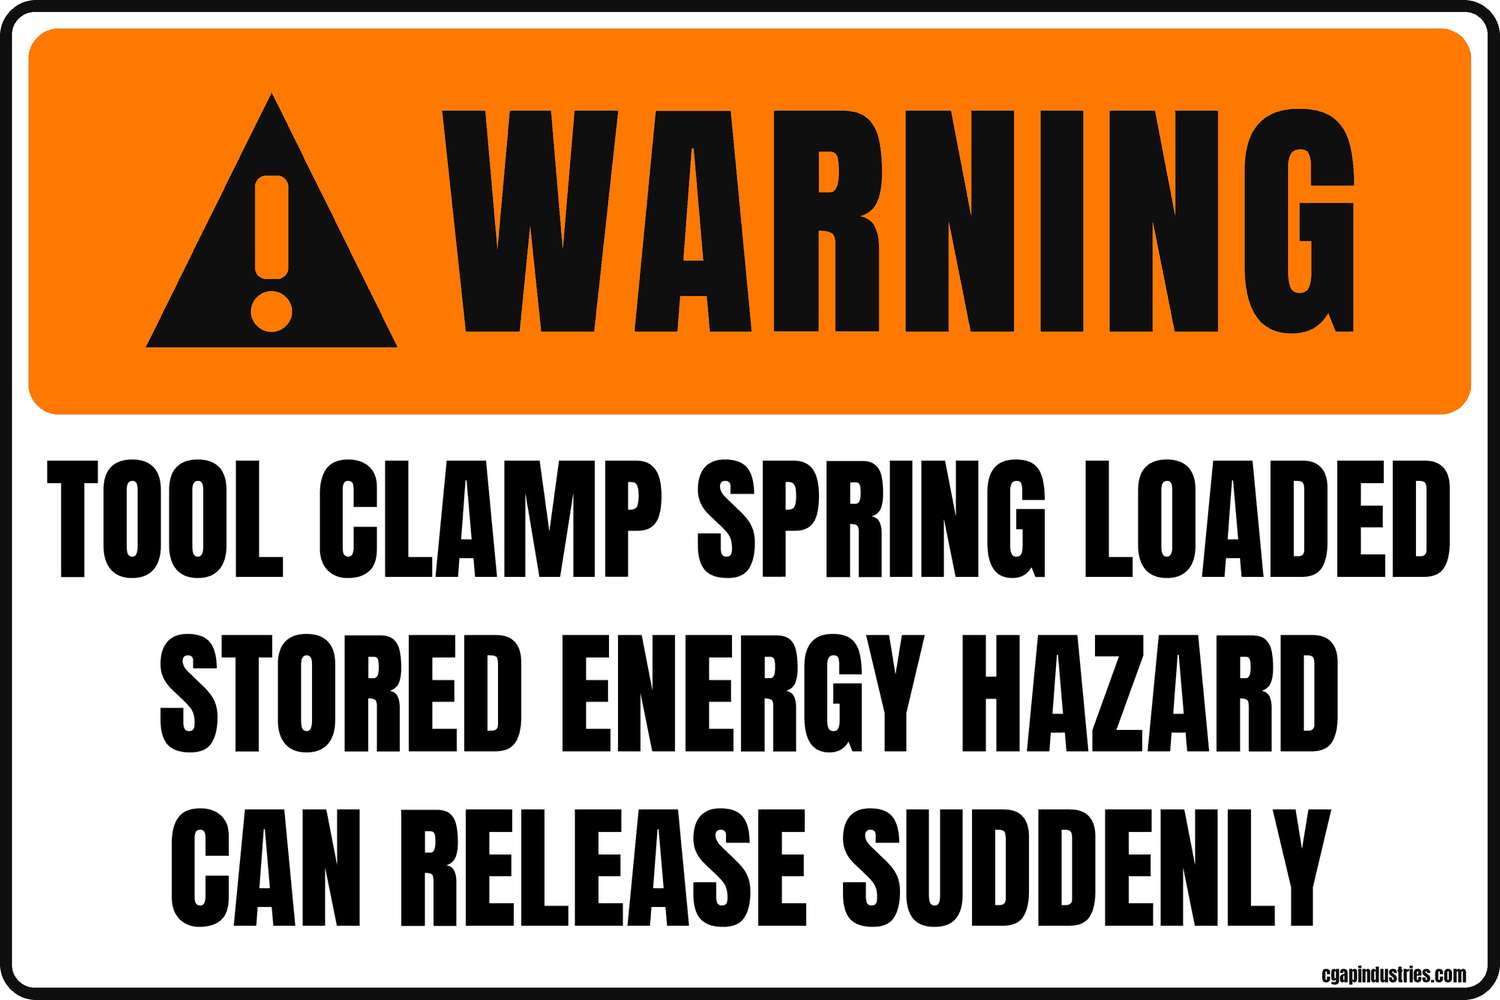 WARNING
TOOL CLAMP SPRING LOADED
STORED ENERGY HAZARD
CAN RELEASE SUDDENLY
cgapindustries.com